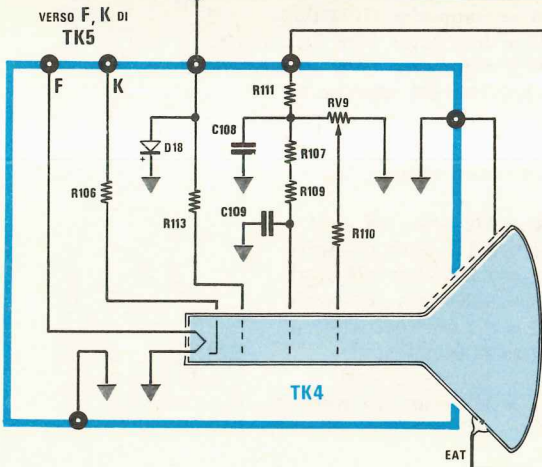 VERSO F, K DI
TK5
F
K
R111
RV9
C108
D18
R107
R106
R109
C109
R113
R110
TK4
EAT